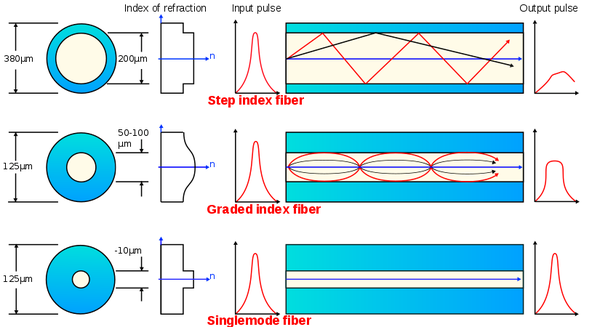 Index of refraction Input pulse Output pulse
380µm 200µm n
Step index fiber
50-100
µm
125µm n
Graded index fiber
-10µm
125µm n
Singlemode fiber